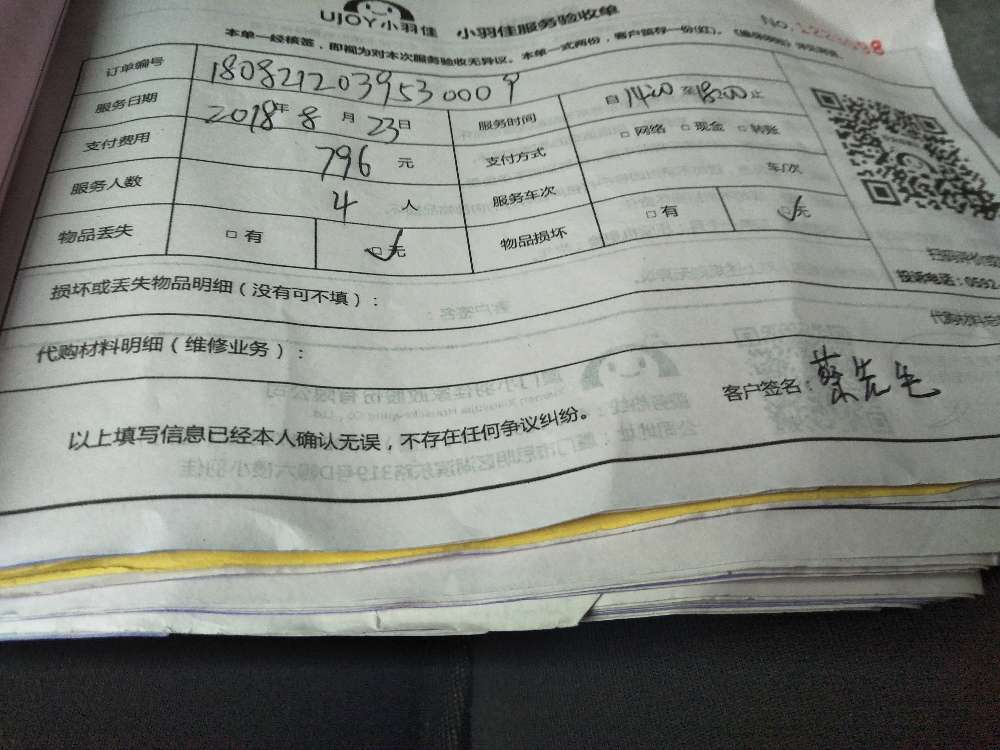 UJOY小羽佳 小羽佳服务验收单
本单一经核签，即视为对本次服务验收无异议。本单一式两份，客户留存一份(红)，
No.
订单编号 180821203953000
服务日期 2018年8月23日 服务时间 自14:00至18:00止
支付费用 796元 支付方式 □网络 □现金 □转账
服务人数 4人 服务车次 车/次
物品丢失 □有 □无 物品损坏 □有 □无
投诉电话：0592-
损坏或丢失物品明细（没有可不填）：
代购材料明细（维修业务）：
客户签名：蔡先生
以上填写信息已经本人确认无误，不存在任何争议纠纷。